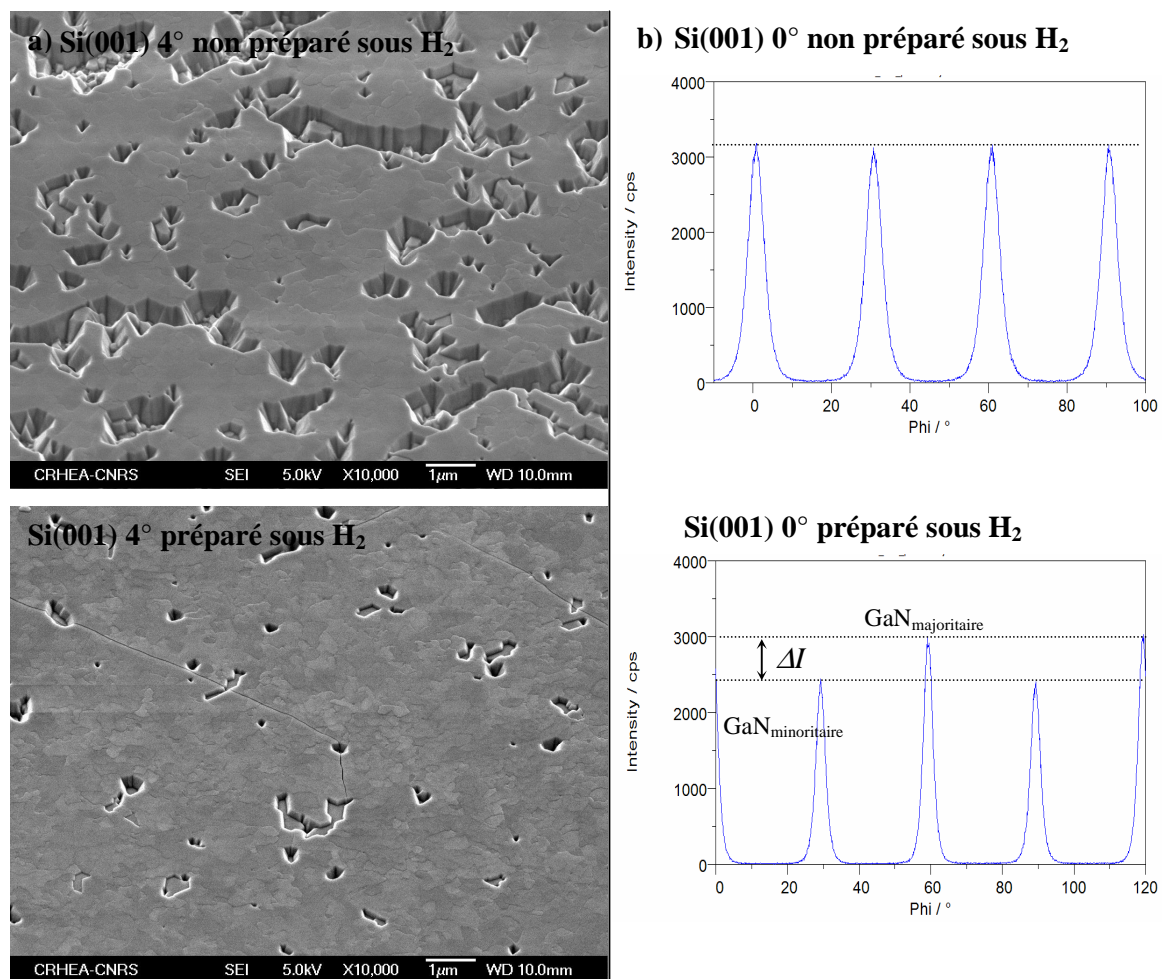 a) Si(001) 4° non préparé sous H₂
CRHEA-CNRS SEI 5.0kV X10,000 1μm WD 10.0mm
Si(001) 4° préparé sous H₂
CRHEA-CNRS SEI 5.0kV X10,000 1μm WD 10.0mm
b) Si(001) 0° non préparé sous H₂
4000
3000
2000
1000
0
Intensity / cps
0 20 40 60 80 100
Phi / °
Si(001) 0° préparé sous H₂
4000
3000
2000
1000
0
Intensity / cps
GaNmajoritaire
ΔI
GaNminoritaire
0 20 40 60 80 100 120
Phi / °